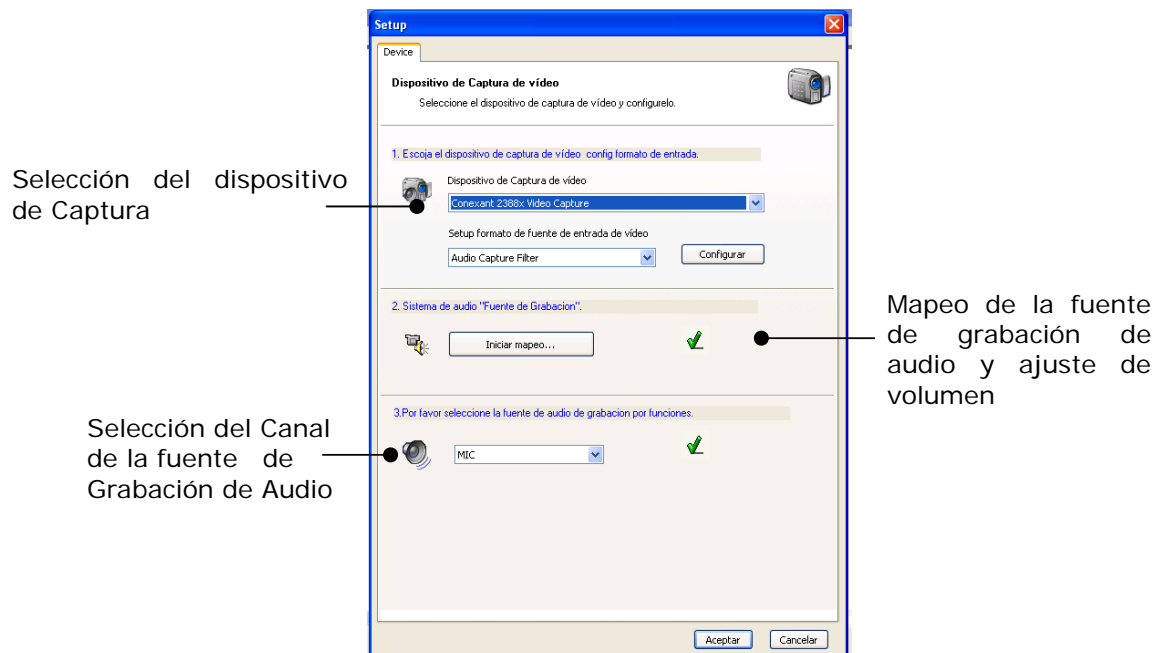 Setup
Device
Dispositivo de Captura de vídeo
Seleccione el dispositivo de captura de vídeo y configurelo.
1. Escoja el dispositivo de captura de vídeo config formato de entrada.
Selección del dispositivo
de Captura
Dispositivo de Captura de vídeo
Conexant 2388x Video Capture
Setup formato de fuente de entrada de vídeo
Audio Capture Filter
Configurar
2. Sistema de audio "Fuente de Grabacion".
Iniciar mapeo...
Mapeo de la fuente
de grabación de
audio y ajuste de
volumen
3.Por favor seleccione la fuente de audio de grabacion por funciones.
Selección del Canal
de la fuente de
Grabación de Audio
MIC
Aceptar
Cancelar